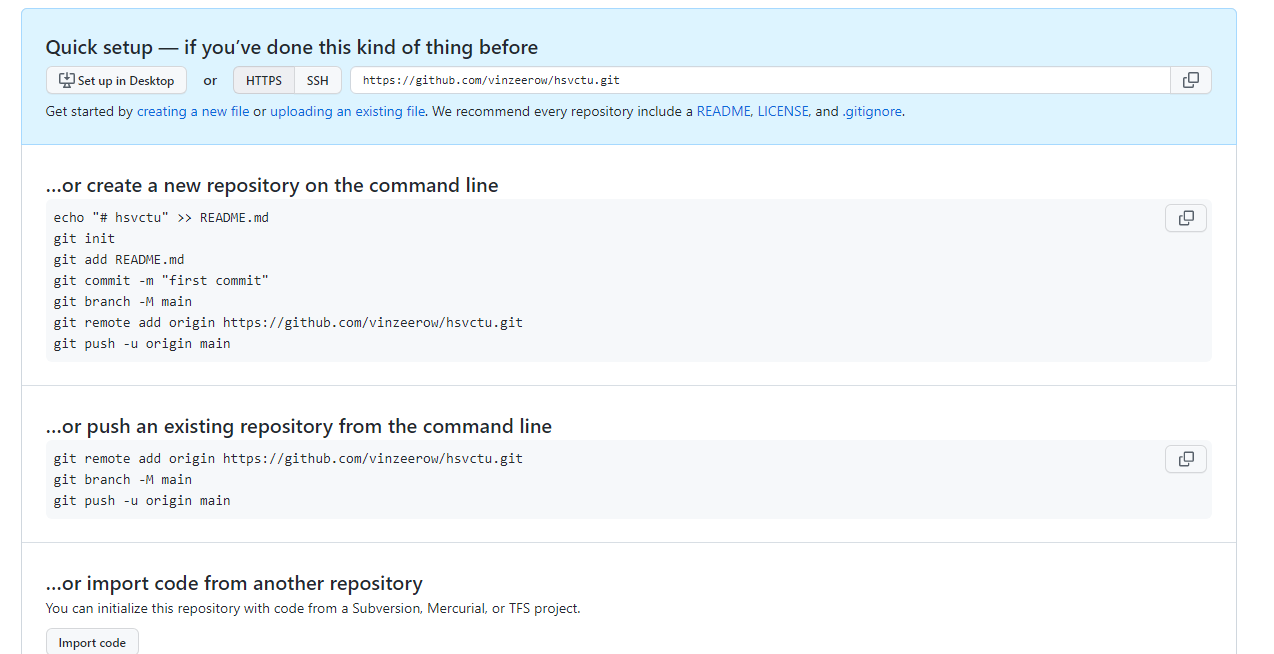 Quick setup — if you’ve done this kind of thing before
Set up in Desktop or HTTPS SSH https://github.com/vinzeerow/hsvctu.git
Get started by creating a new file or uploading an existing file. We recommend every repository include a README, LICENSE, and .gitignore.
…or create a new repository on the command line
echo "# hsvctu" >> README.md
git init
git add README.md
git commit -m "first commit"
git branch -M main
git remote add origin https://github.com/vinzeerow/hsvctu.git
git push -u origin main
…or push an existing repository from the command line
git remote add origin https://github.com/vinzeerow/hsvctu.git
git branch -M main
git push -u origin main
…or import code from another repository
You can initialize this repository with code from a Subversion, Mercurial, or TFS project.
Import code